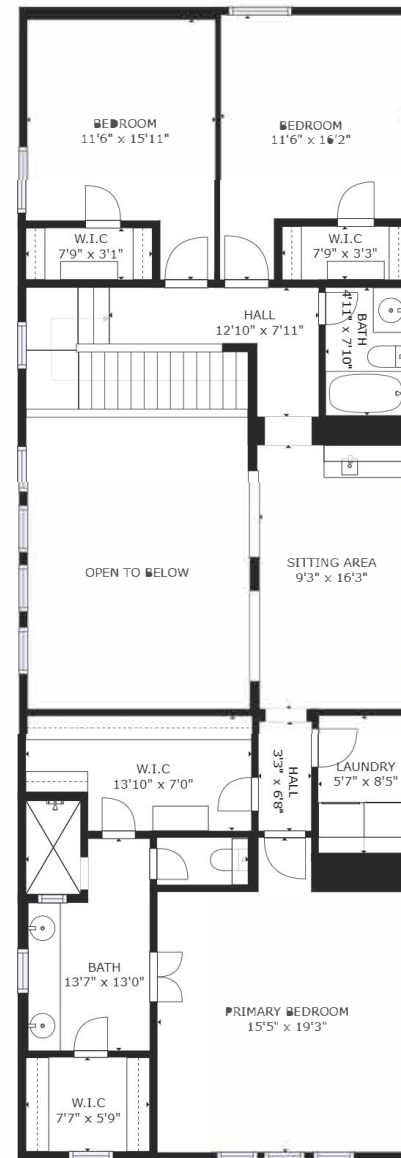 BEDROOM
11'6" x 15'11"
BEDROOM
11'6" x 16'2"
W.I.C
7'9" x 3'1"
W.I.C
7'9" x 3'3"
HALL
12'10" x 7'11"
BATH
4'11" x 7'10"
OPEN TO BELOW
SITTING AREA
9'3" x 16'3"
W.I.C
13'10" x 7'0"
HALL
3'3" x 6'8"
LAUNDRY
5'7" x 8'5"
BATH
13'7" x 13'0"
PRIMARY BEDROOM
15'5" x 19'3"
W.I.C
7'7" x 5'9"